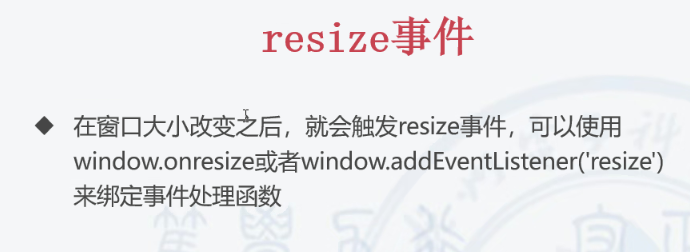 resize事件
◆ 在窗口大小改变之后，就会触发resize事件，可以使用
window.onresize或者window.addEventListener('resize')
来绑定事件处理函数